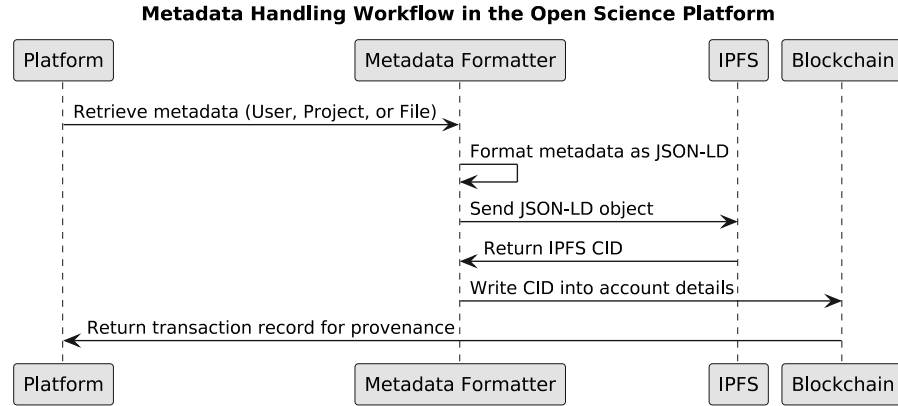 Metadata Handling Workflow in the Open Science Platform
Platform
Metadata Formatter
IPFS
Blockchain
Retrieve metadata (User, Project, or File)
Format metadata as JSON-LD
Send JSON-LD object
Return IPFS CID
Write CID into account details
Return transaction record for provenance
Platform
Metadata Formatter
IPFS
Blockchain